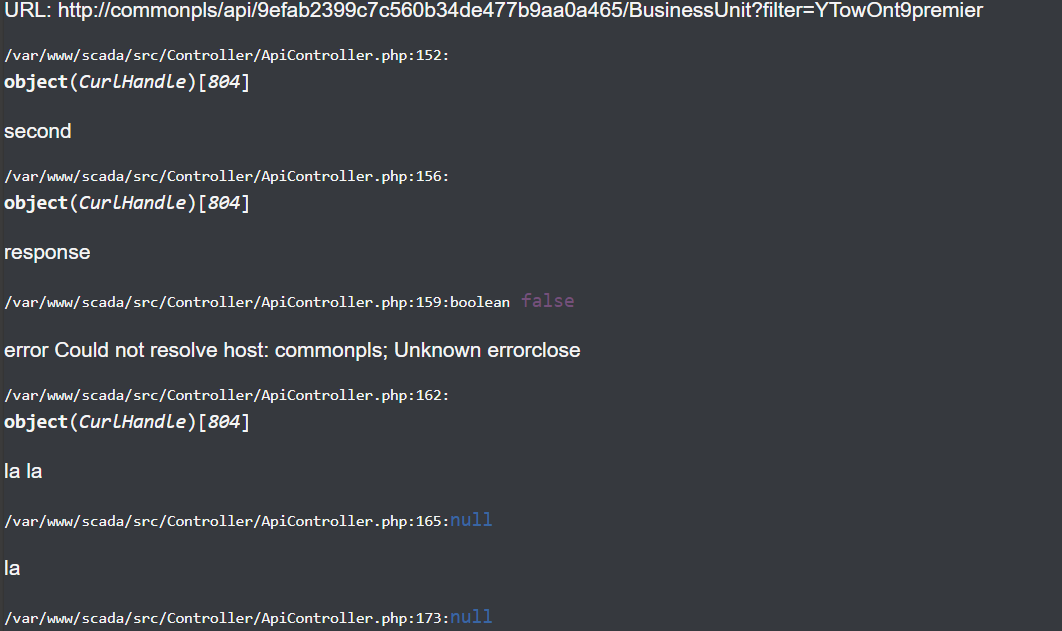 URL: http://commonpls/api/9efab2399c7c560b34de477b9aa0a465/BusinessUnit?filter=YTowOnt9premier
/var/www/scada/src/Controller/ApiController.php:152:
object(CurlHandle)[804]
second
/var/www/scada/src/Controller/ApiController.php:156:
object(CurlHandle)[804]
response
/var/www/scada/src/Controller/ApiController.php:159:boolean false
error Could not resolve host: commonpls; Unknown errorclose
/var/www/scada/src/Controller/ApiController.php:162:
object(CurlHandle)[804]
la la
/var/www/scada/src/Controller/ApiController.php:165:null
la
/var/www/scada/src/Controller/ApiController.php:173:null